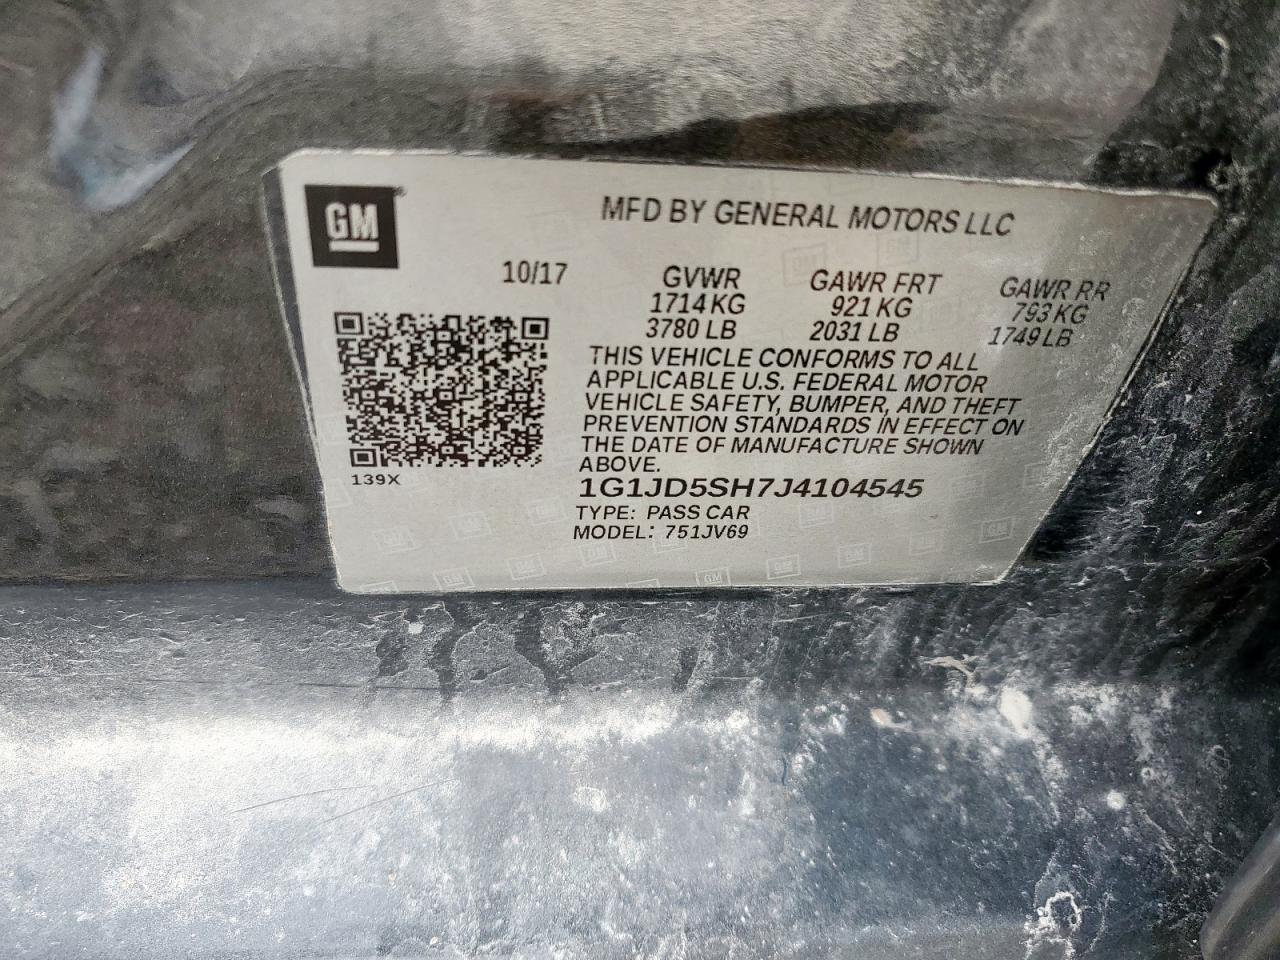 GM
MFD BY GENERAL MOTORS LLC
10/17
GVWR GAWR FRT GAWR RR
1714 KG 921 KG 793 KG
3780 LB 2031 LB 1749 LB
THIS VEHICLE CONFORMS TO ALL
APPLICABLE U.S. FEDERAL MOTOR
VEHICLE SAFETY, BUMPER, AND THEFT
PREVENTION STANDARDS IN EFFECT ON
THE DATE OF MANUFACTURE SHOWN
ABOVE.
139X
1G1JD5SH7J4104545
TYPE: PASS CAR
MODEL: 751JV69